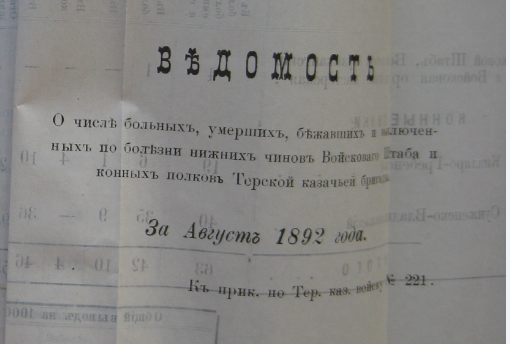 ВѢДОМОСТЬ
О числѣ больныхъ, умершихъ, бѣжавшихъ и
ныхъ по болѣзни нижнихъ чиновъ Войсковаго Штаба и
конныхъ полковъ Терской казачьей бригады.
За Августъ 1892 года.
Къ прик. по Тер. каз. войску № 221.